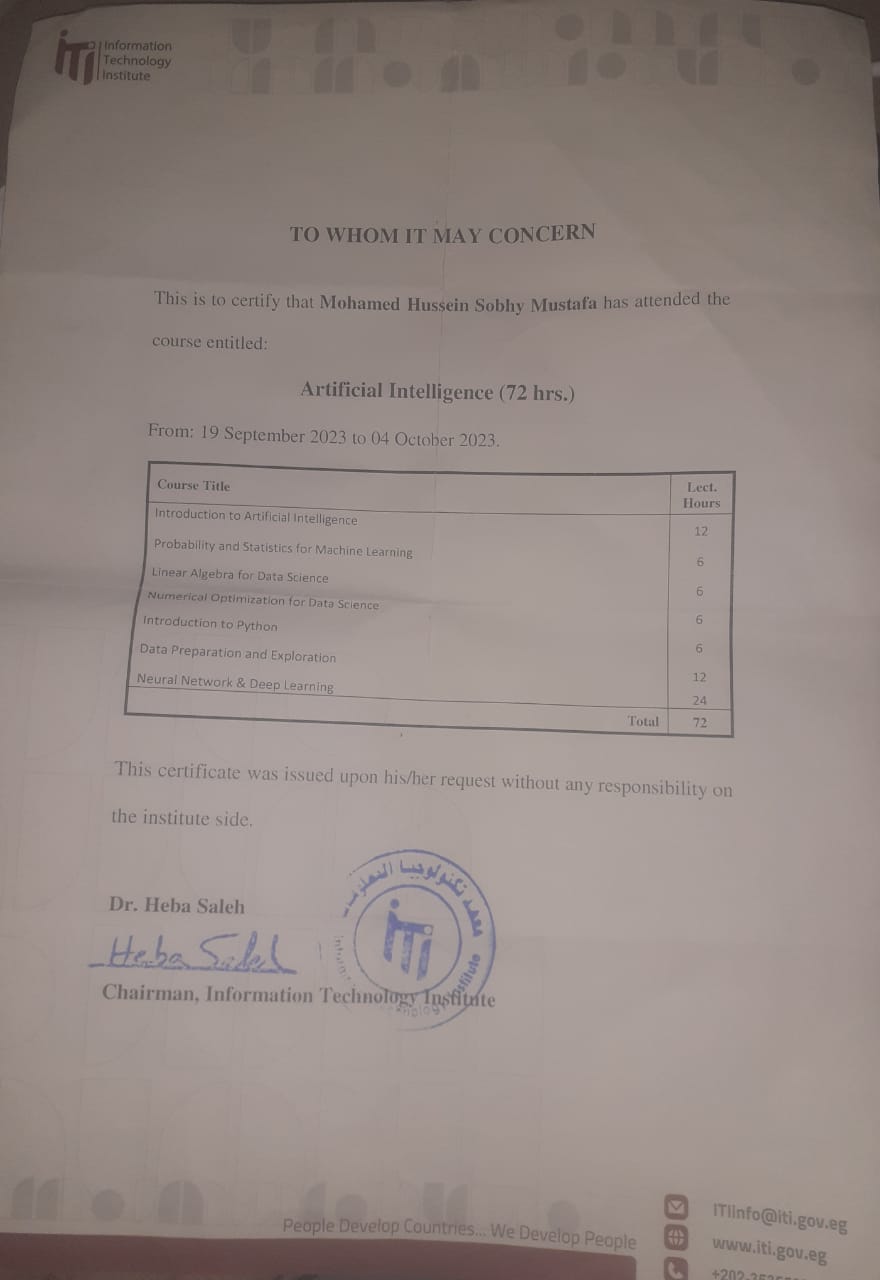 iTi Information
Technology
Institute
TO WHOM IT MAY CONCERN
This is to certify that Mohamed Hussein Sobhy Mustafa has attended the
course entitled:
Artificial Intelligence (72 hrs.)
From: 19 September 2023 to 04 October 2023.
Course Title Lect.
Hours
Introduction to Artificial Intelligence 12
Probability and Statistics for Machine Learning 6
Linear Algebra for Data Science 6
Numerical Optimization for Data Science 6
Introduction to Python 6
Data Preparation and Exploration 12
Neural Network & Deep Learning 24
Total 72
This certificate was issued upon his/her request without any responsibility on
the institute side.
Dr. Heba Saleh
Heba Saleh
معهد تكنولوجيا
iTi
Institute
Chairman, Information Technology Institute
People Develop Countries... We Develop People
ITIinfo@iti.gov.eg
www.iti.gov.eg